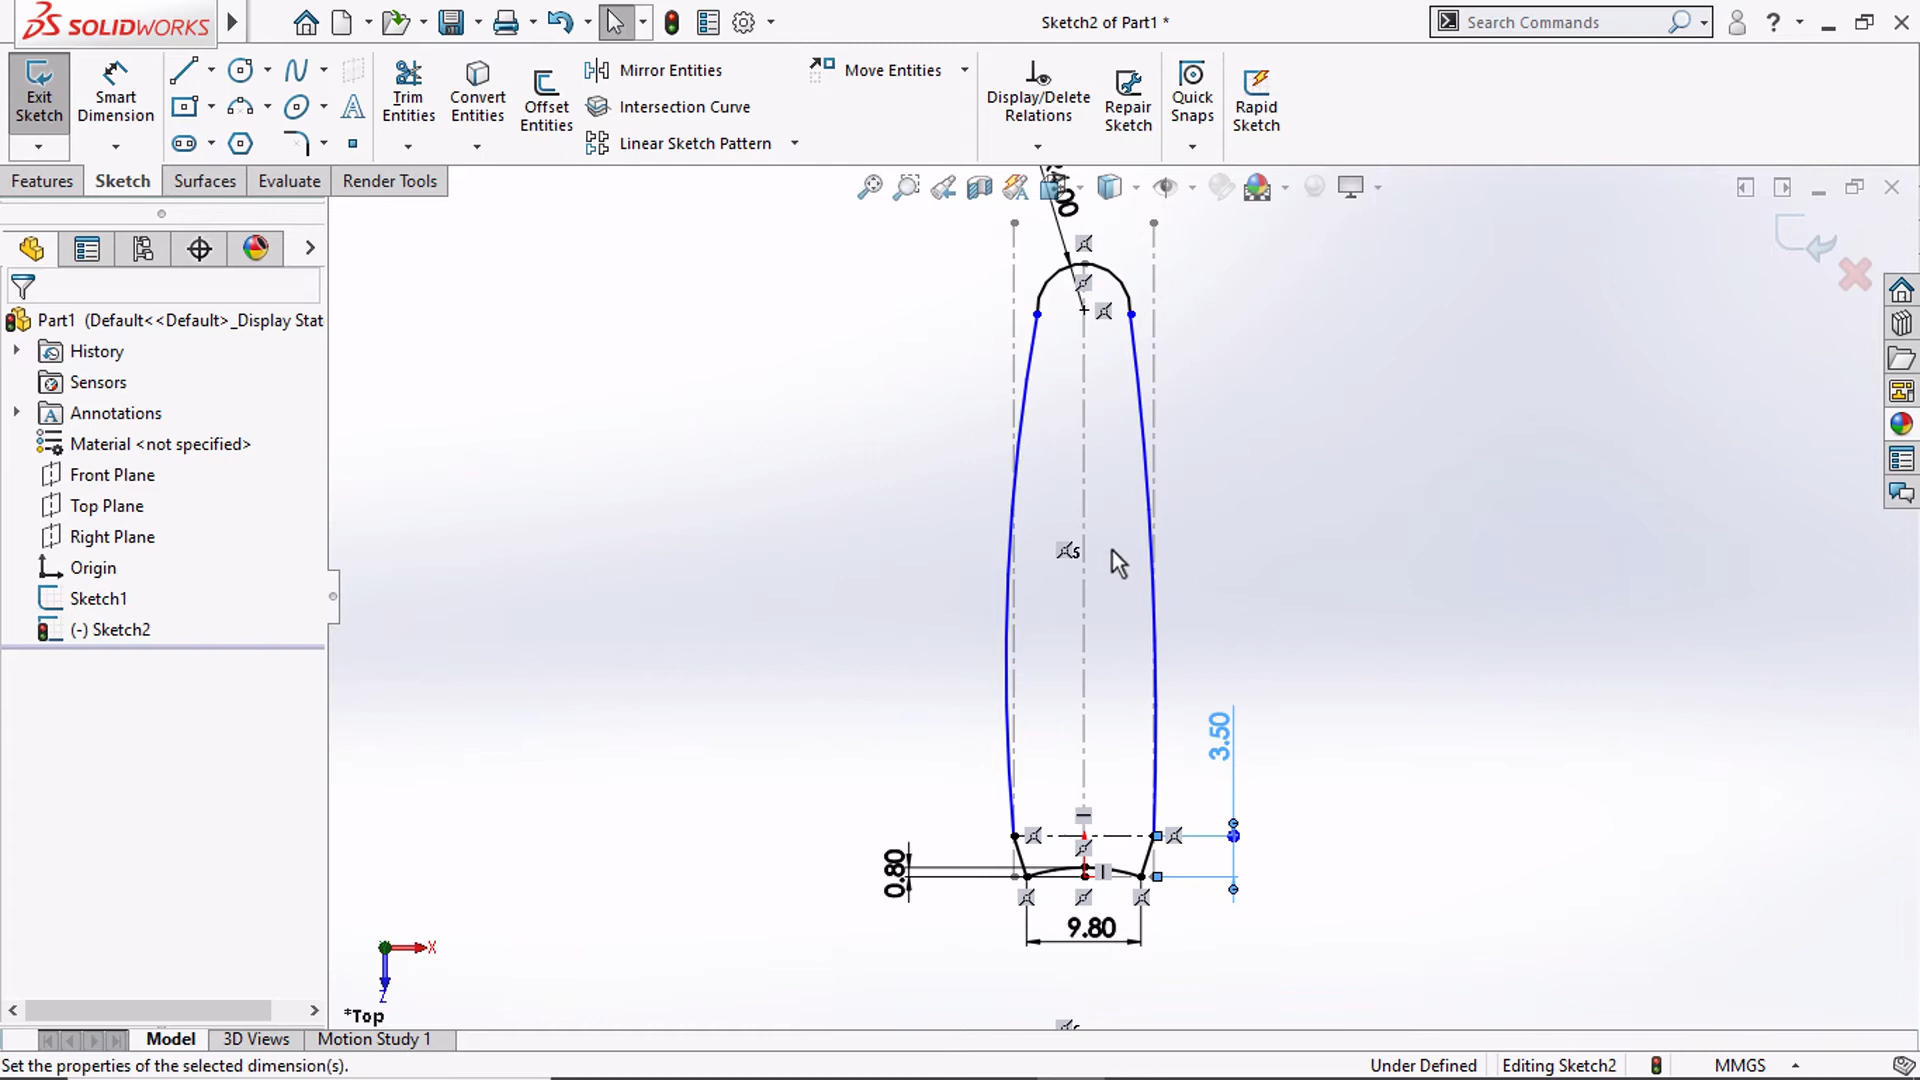 SOLIDWORKS
Sketch2 of Part1 *
Search Commands
Exit Sketch
Smart Dimension
Trim Entities
Convert Entities
Offset Entities
Mirror Entities
Intersection Curve
Linear Sketch Pattern
Move Entities
Display/Delete Relations
Repair Sketch
Quick Snaps
Rapid Sketch
Features
Sketch
Surfaces
Evaluate
Render Tools
Part1 (Default<<Default>_Display Stat
History
Sensors
Annotations
Material <not specified>
Front Plane
Top Plane
Right Plane
Origin
Sketch1
(-) Sketch2
3.50
0.80
9.80
X
Z
*Top
Model
3D Views
Motion Study 1
Set the properties of the selected dimension(s).
Under Defined
Editing Sketch2
MMGS